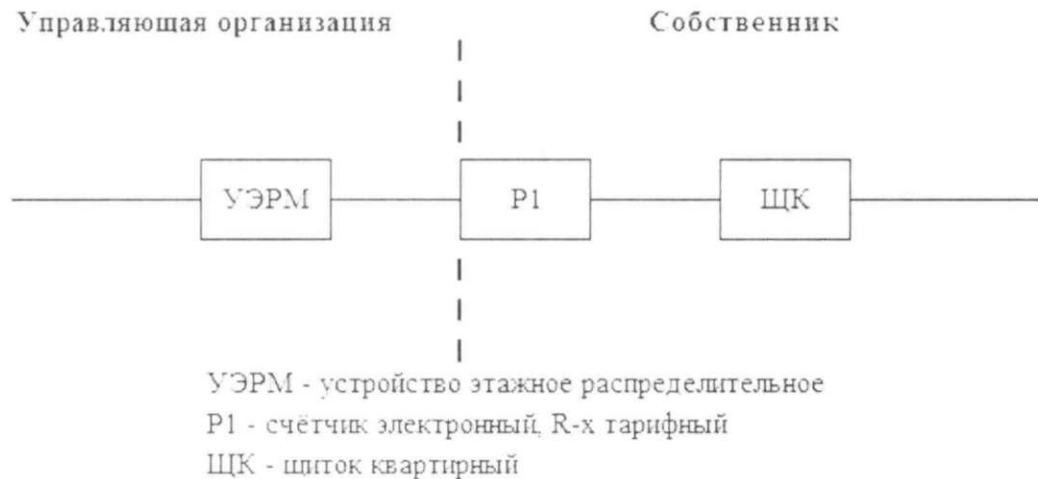 Управляющая организация
Собственник
УЭРМ
Р1
ЩК
УЭРМ - устройство этажное распределительное
Р1 - счётчик электронный, R-х тарифный
ЩК - щиток квартирный